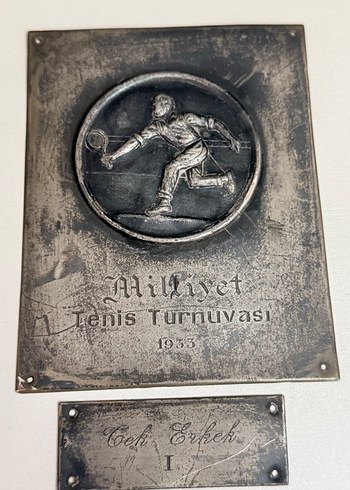 Milliyet
Tenis Turnuvası
1933
Tek Erkek
I